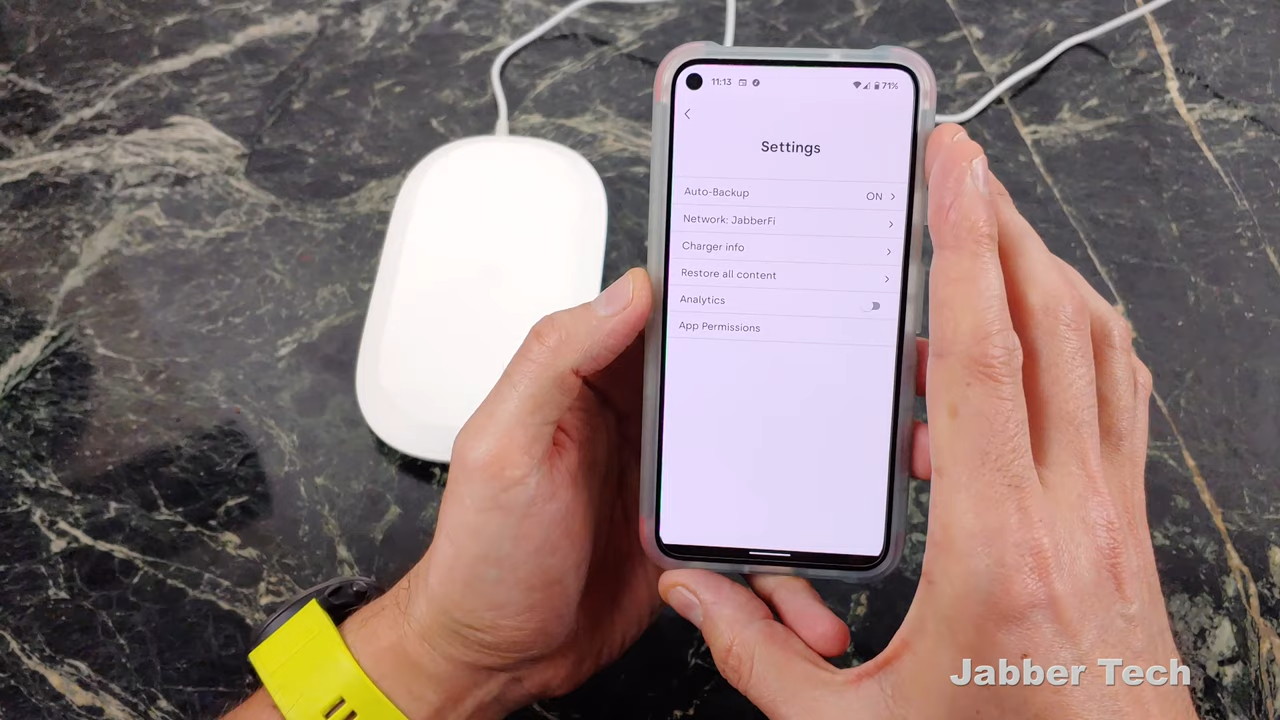 11:13 71%
Settings
Auto-Backup ON
Network: JabberFi
Charger info
Restore all content
Analytics
App Permissions
Jabber Tech